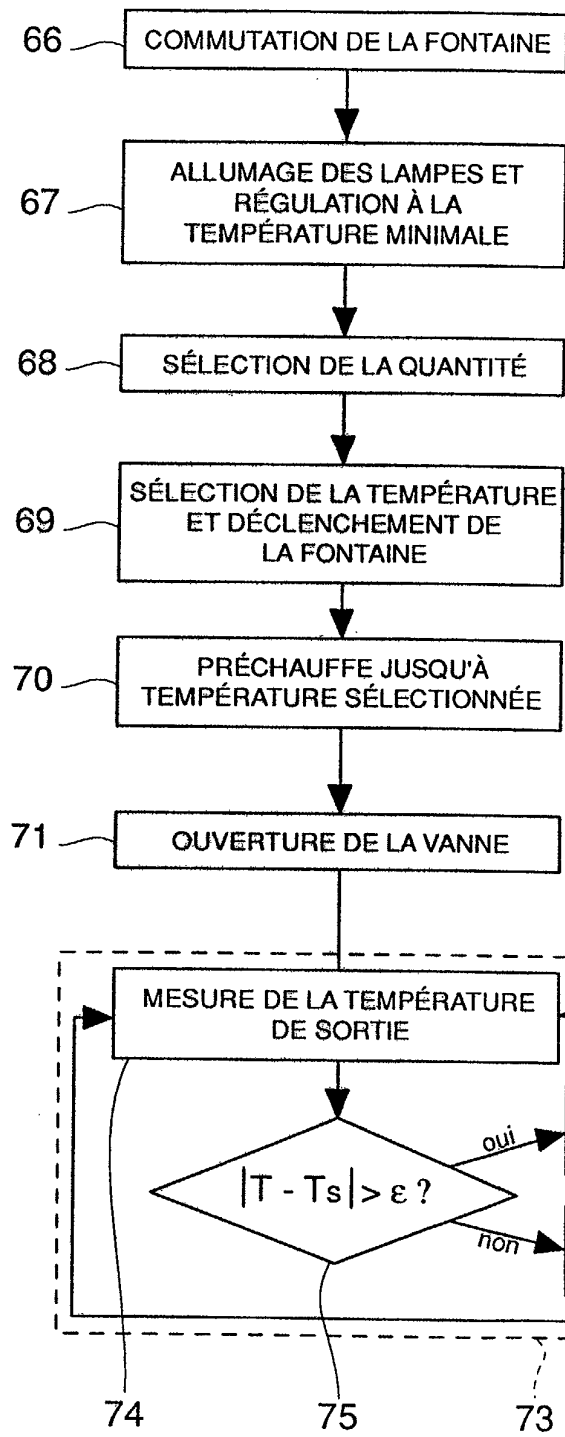 66
COMMUTATION DE LA FONTAINE
67
ALLUMAGE DES LAMPES ET
RÉGULATION À LA
TEMPÉRATURE MINIMALE
68
SÉLECTION DE LA QUANTITÉ
69
SÉLECTION DE LA TEMPÉRATURE
ET DÉCLENCHEMENT DE
LA FONTAINE
70
PRÉCHAUFFE JUSQU'À
TEMPÉRATURE SÉLECTIONNÉE
71
OUVERTURE DE LA VANNE
MESURE DE LA TEMPÉRATURE
DE SORTIE
oui
|T - Ts| > ε ?
non
74
75
73